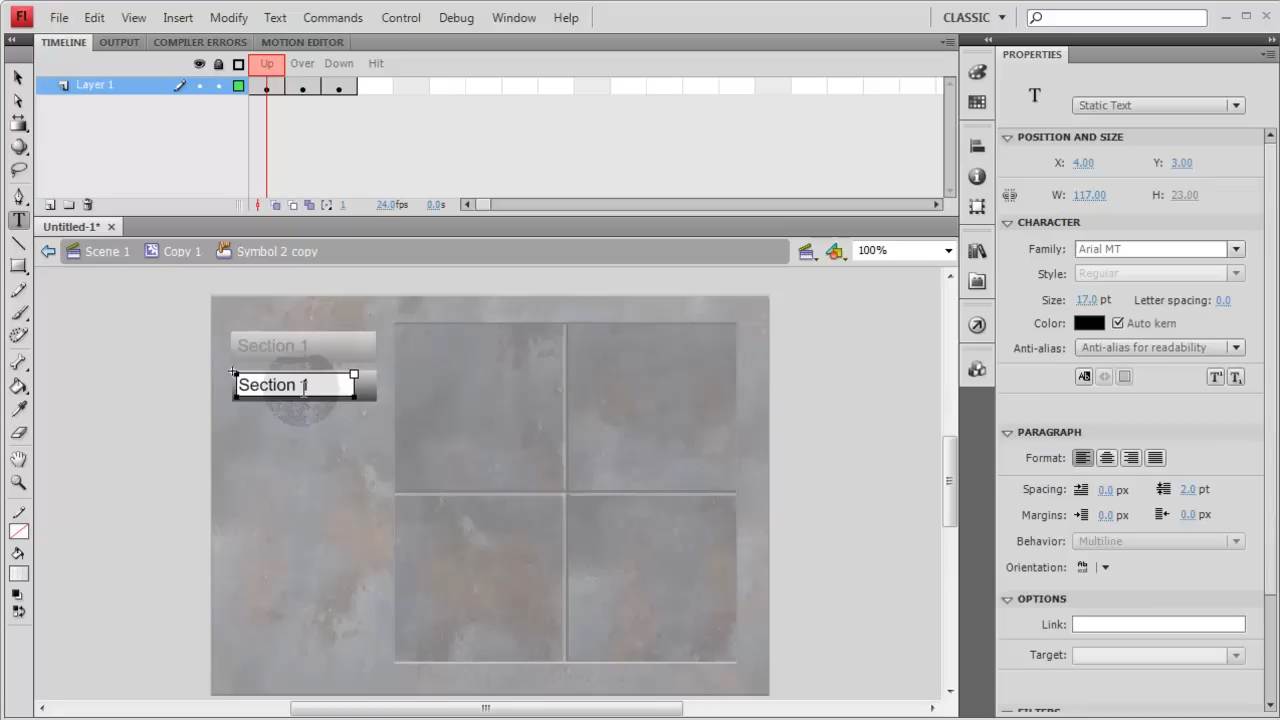 Fl File Edit View Insert Modify Text Commands Control Debug Window Help CLASSIC
TIMELINE OUTPUT COMPILER ERRORS MOTION EDITOR
PROPERTIES
Up Over Down Hit
Layer 1
T Static Text
POSITION AND SIZE
X: 4.00 Y: 3.00
W: 117.00 H: 23.00
1 24.0fps 0.0s
CHARACTER
Untitled-1*
Scene 1 Copy 1 Symbol 2 copy 100%
Family: Arial MT
Style: Regular
Size: 17.0 pt Letter spacing: 0.0
Color: Auto kern
Anti-alias: Anti-alias for readability
Section 1
Section 1
PARAGRAPH
Format:
Spacing: 0.0 px 2.0 pt
Margins: 0.0 px 0.0 px
Behavior: Multiline
Orientation:
OPTIONS
Link:
Target:
FILTERS